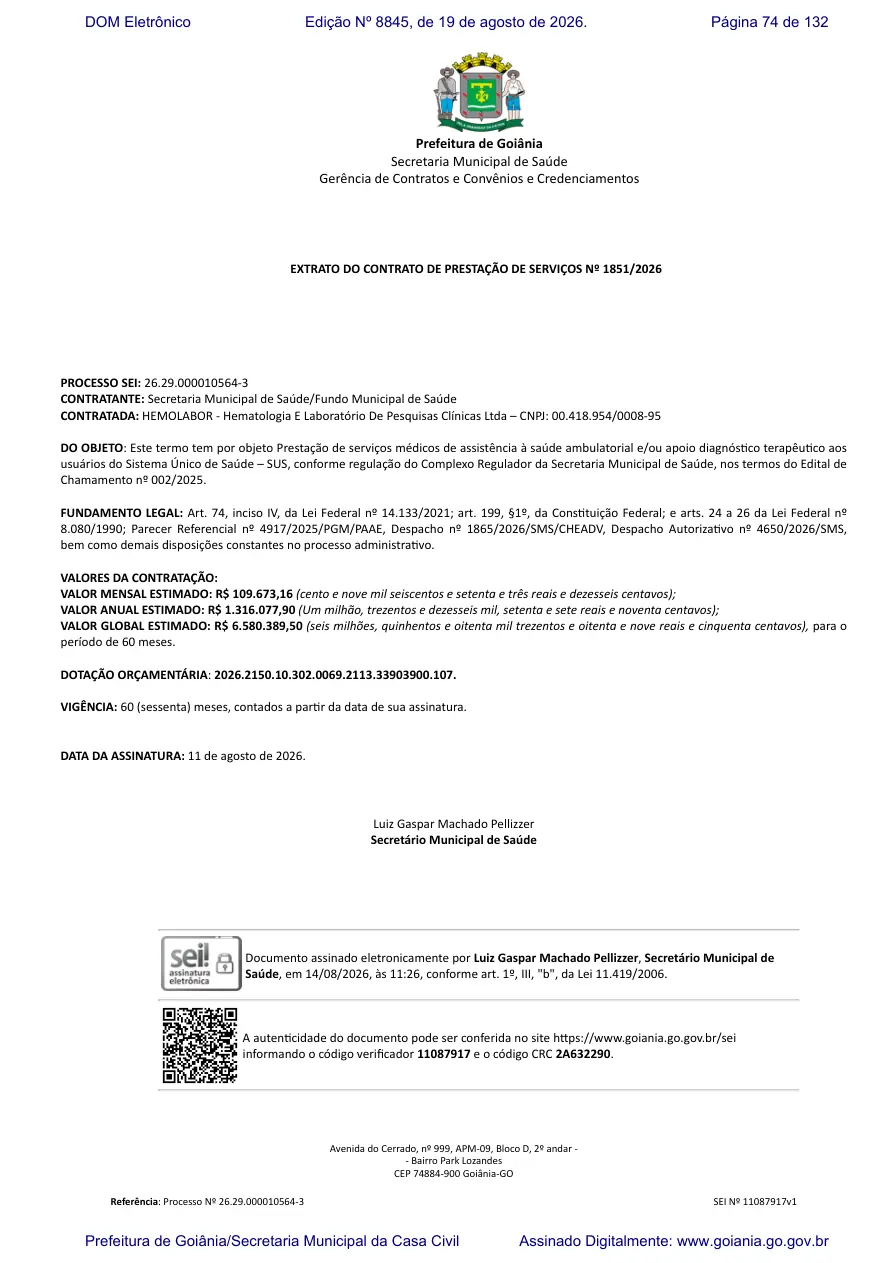 DOM Eletrônico Edição Nº 8845, de 19 de agosto de 2026. Página 74 de 132
Prefeitura de Goiânia
Secretaria Municipal de Saúde
Gerência de Contratos e Convênios e Credenciamentos
EXTRATO DO CONTRATO DE PRESTAÇÃO DE SERVIÇOS Nº 1851/2026
PROCESSO SEI: 26.29.000010564-3
CONTRATANTE: Secretaria Municipal de Saúde/Fundo Municipal de Saúde
CONTRATADA: HEMOLABOR - Hematologia E Laboratório De Pesquisas Clínicas Ltda – CNPJ: 00.418.954/0008-95
DO OBJETO: Este termo tem por objeto Prestação de serviços médicos de assistência à saúde ambulatorial e/ou apoio diagnóstico terapêutico aos
usuários do Sistema Único de Saúde – SUS, conforme regulação do Complexo Regulador da Secretaria Municipal de Saúde, nos termos do Edital de
Chamamento nº 002/2025.
FUNDAMENTO LEGAL: Art. 74, inciso IV, da Lei Federal nº 14.133/2021; art. 199, §1º, da Constituição Federal; e arts. 24 a 26 da Lei Federal nº
8.080/1990; Parecer Referencial nº 4917/2025/PGM/PAAE, Despacho nº 1865/2026/SMS/CHEADV, Despacho Autorizativo nº 4650/2026/SMS,
bem como demais disposições constantes no processo administrativo.
VALORES DA CONTRATAÇÃO:
VALOR MENSAL ESTIMADO: R$ 109.673,16 (cento e nove mil seiscentos e setenta e três reais e dezesseis centavos);
VALOR ANUAL ESTIMADO: R$ 1.316.077,90 (Um milhão, trezentos e dezesseis mil, setenta e sete reais e noventa centavos);
VALOR GLOBAL ESTIMADO: R$ 6.580.389,50 (seis milhões, quinhentos e oitenta mil trezentos e oitenta e nove reais e cinquenta centavos), para o
período de 60 meses.
DOTAÇÃO ORÇAMENTÁRIA: 2026.2150.10.302.0069.2113.33903900.107.
VIGÊNCIA: 60 (sessenta) meses, contados a partir da data de sua assinatura.
DATA DA ASSINATURA: 11 de agosto de 2026.
Luiz Gaspar Machado Pellizzer
Secretário Municipal de Saúde
sei!
assinatura
eletrônica
Documento assinado eletronicamente por Luiz Gaspar Machado Pellizzer, Secretário Municipal de
Saúde, em 14/08/2026, às 11:26, conforme art. 1º, III, "b", da Lei 11.419/2006.
A autenticidade do documento pode ser conferida no site https://www.goiania.go.gov.br/sei
informando o código verificador 11087917 e o código CRC 2A632290.
Avenida do Cerrado, nº 999, APM-09, Bloco D, 2º andar -
- Bairro Park Lozandes
CEP 74884-900 Goiânia-GO
Referência: Processo Nº 26.29.000010564-3 SEI Nº 11087917v1
Prefeitura de Goiânia/Secretaria Municipal da Casa Civil Assinado Digitalmente: www.goiania.go.gov.br